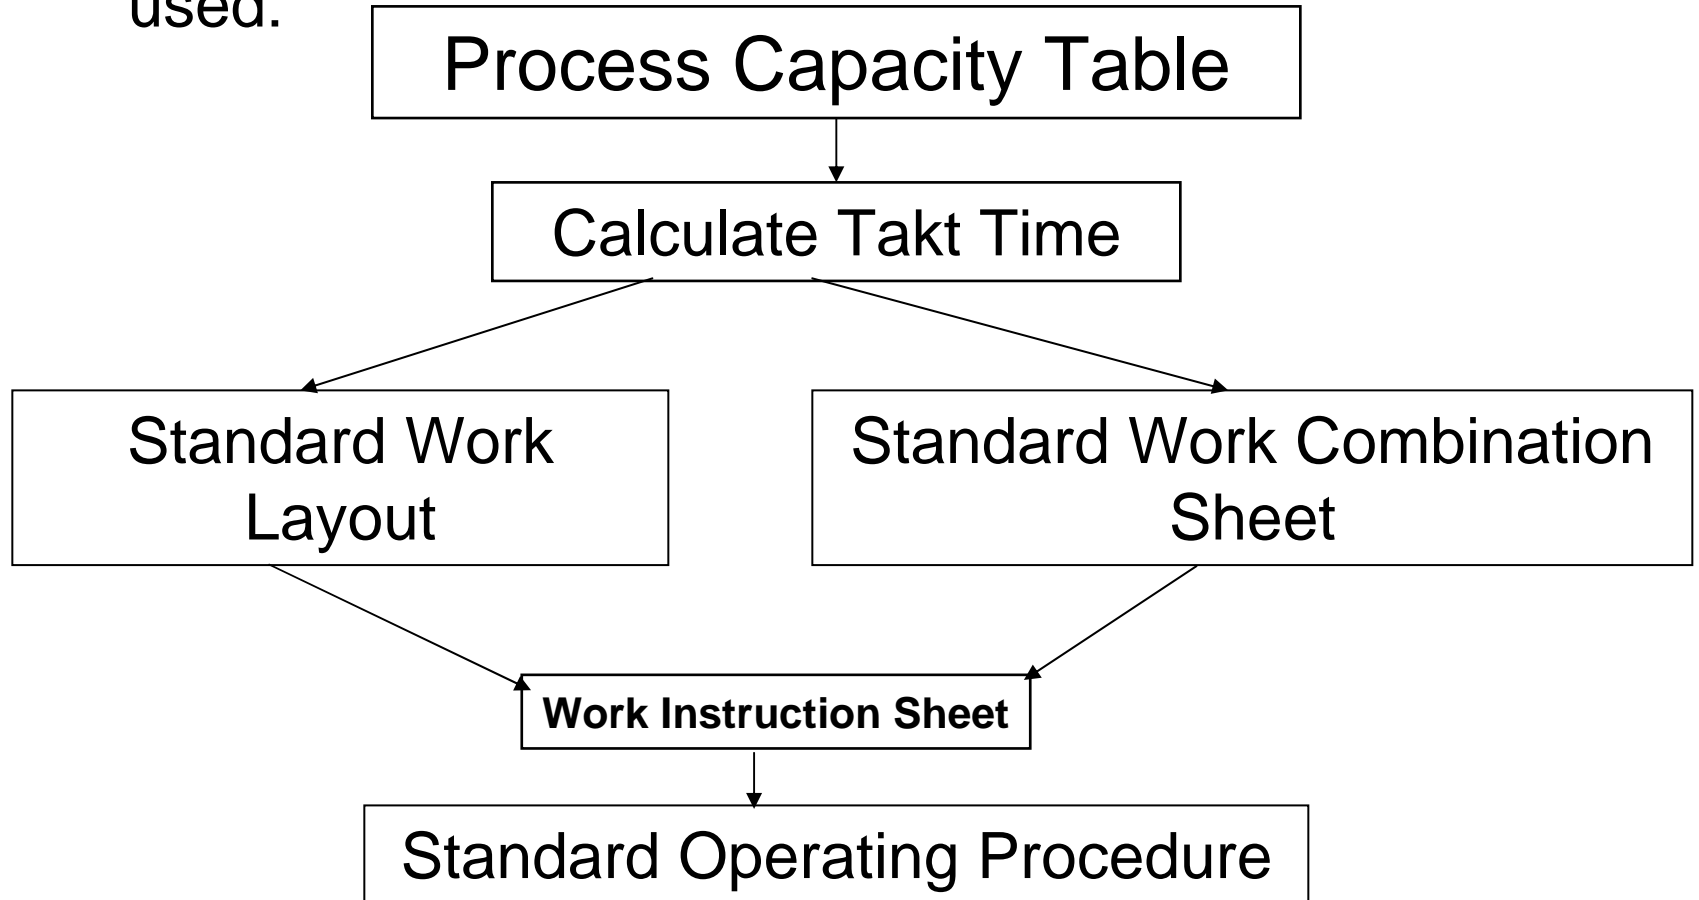 used.
Process Capacity Table
Calculate Takt Time
Standard Work
Layout
Standard Work Combination
Sheet
Work Instruction Sheet
Standard Operating Procedure